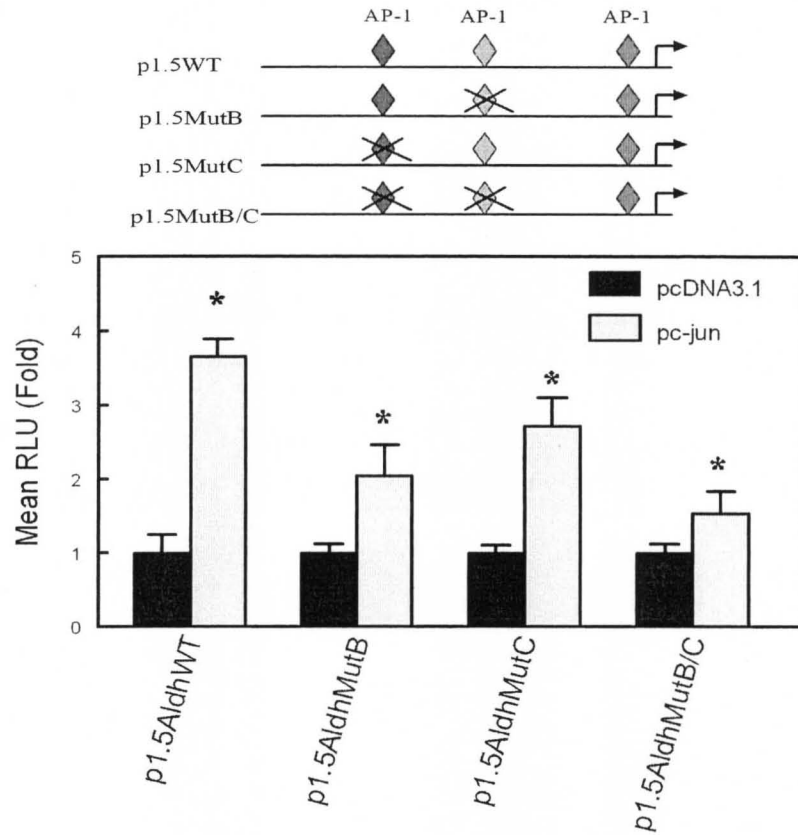 AP-1 AP-1 AP-1
p1.5WT
p1.5MutB
p1.5MutC
p1.5MutB/C
5
4
3
2
1
0
Mean RLU (Fold)
pcDNA3.1
pc-jun
* * * *
p1.5AldhWT
p1.5AldhMutB
p1.5AldhMutC
p1.5AldhMutB/C